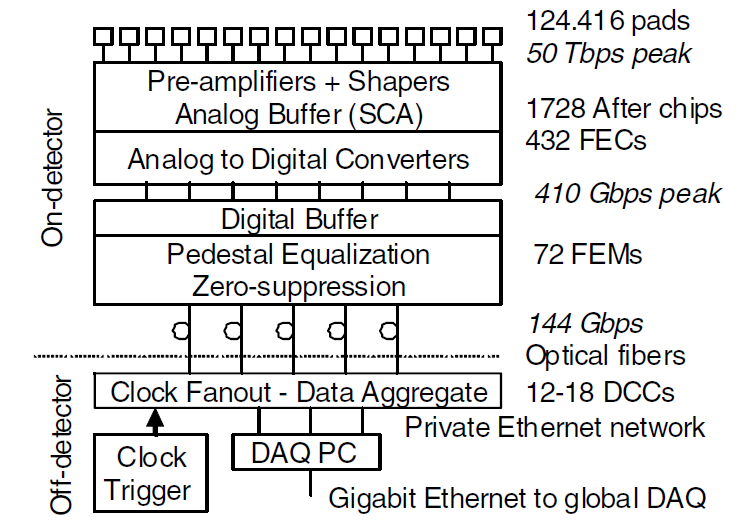 124.416 pads
50 Tbps peak
Pre-amplifiers + Shapers
Analog Buffer (SCA)
1728 After chips
432 FECs
Analog to Digital Converters
On-detector
410 Gbps peak
Digital Buffer
Pedestal Equalization
Zero-suppression
72 FEMs
144 Gbps
Optical fibers
Clock Fanout - Data Aggregate
12-18 DCCs
Off-detector
Private Ethernet network
Clock
Trigger
DAQ PC
Gigabit Ethernet to global DAQ